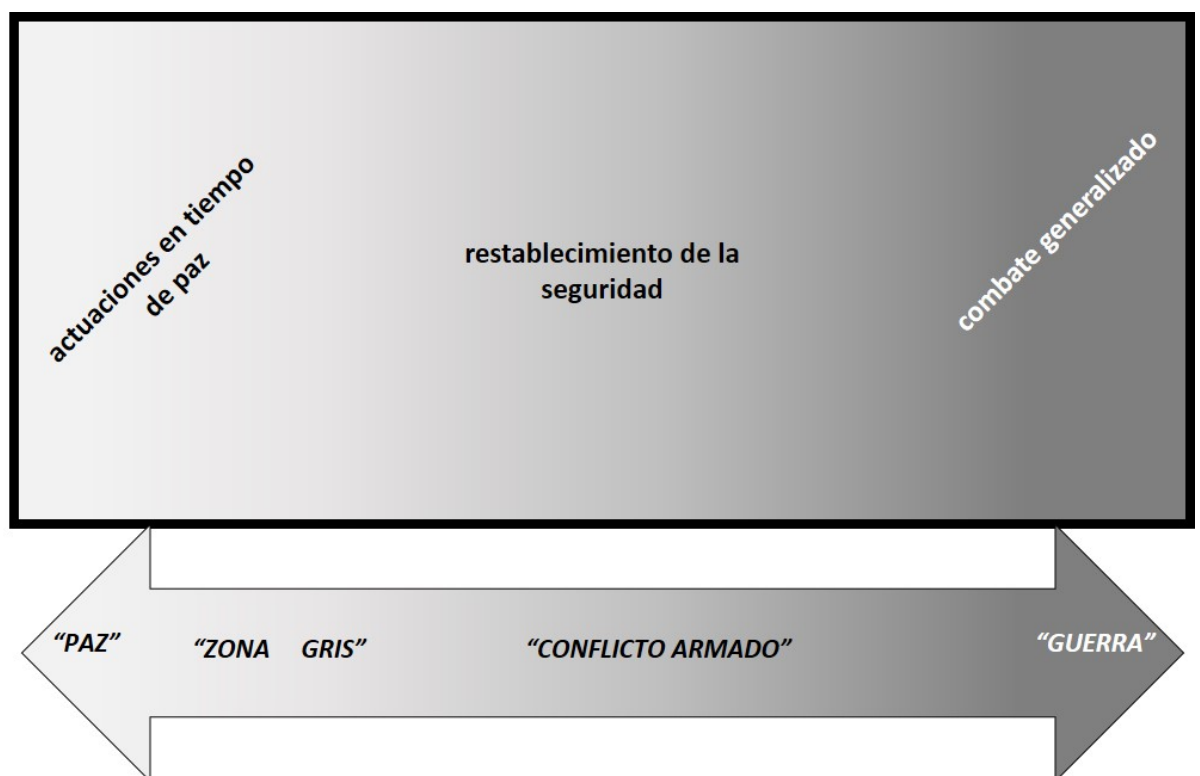 actuaciones en tiempo
de paz
restablecimiento de la
seguridad
combate generalizado
“PAZ”
“ZONA GRIS”
“CONFLICTO ARMADO”
“GUERRA”